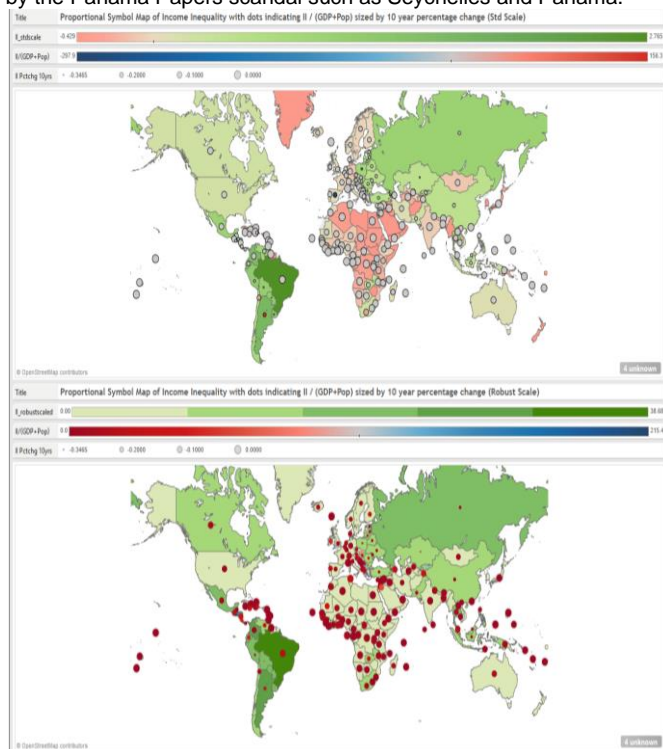 by the Panama Papers scandal such as Seychelles and Panama.
Title Proportional Symbol Map of Income Inequality with dots indicating II / (GDP+Pop) sized by 10 year percentage change (Std Scale)
II_stdscale -0.429 2.765
II/(GDP+Pop) -267.9 156.3
II Pctchg 10yrs -0.3465 -0.2000 -0.1000 0.0000
© OpenStreetMap contributors
4 unknown
Title Proportional Symbol Map of Income Inequality with dots indicating II / (GDP+Pop) sized by 10 year percentage change (Robust Scale)
0.00
II/(GDP+Pop) 0.0 215.4
II Pctchg 10yrs -0.3465 -0.2000 -0.1000 0.0000
© OpenStreetMap contributors
4 unknown